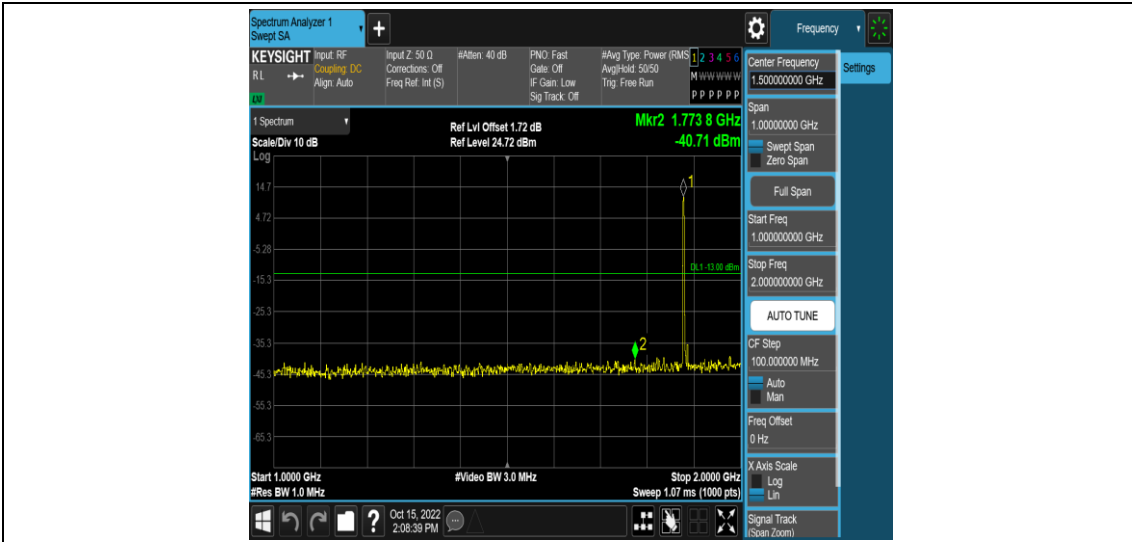 Spectrum Analyzer 1
Swept SA
+
Frequency
KEYSIGHT
RL
LNI
Input: RF
Coupling: DC
Align: Auto
Input Z: 50 Ω
Corrections: Off
Freq Ref: Int (S)
#Atten: 40 dB
PNO: Fast
Gate: Off
IF Gain: Low
Sig Track: Off
#Avg Type: Power (RMS
Avg|Hold: 50/50
Trig: Free Run
1 2 3 4 5 6
M W W W W W
P P P P P P
1 Spectrum
Scale/Div 10 dB
Log
Ref Lvl Offset 1.72 dB
Ref Level 24.72 dBm
Mkr2 1.773 8 GHz
-40.71 dBm
14.7
4.72
-5.28
-15.3
-25.3
-35.3
-45.3
-55.3
-65.3
1
DL1 -13.00 dBm
2
Start 1.0000 GHz
#Res BW 1.0 MHz
#Video BW 3.0 MHz
Stop 2.0000 GHz
Sweep 1.07 ms (1000 pts)
Center Frequency
1.500000000 GHz
Settings
Span
1.00000000 GHz
Swept Span
Zero Span
Full Span
Start Freq
1.000000000 GHz
Stop Freq
2.000000000 GHz
AUTO TUNE
CF Step
100.000000 MHz
Auto
Man
Freq Offset
0 Hz
X Axis Scale
Log
Lin
Signal Track
(Span Zoom)
?
Oct 15, 2022
2:08:39 PM